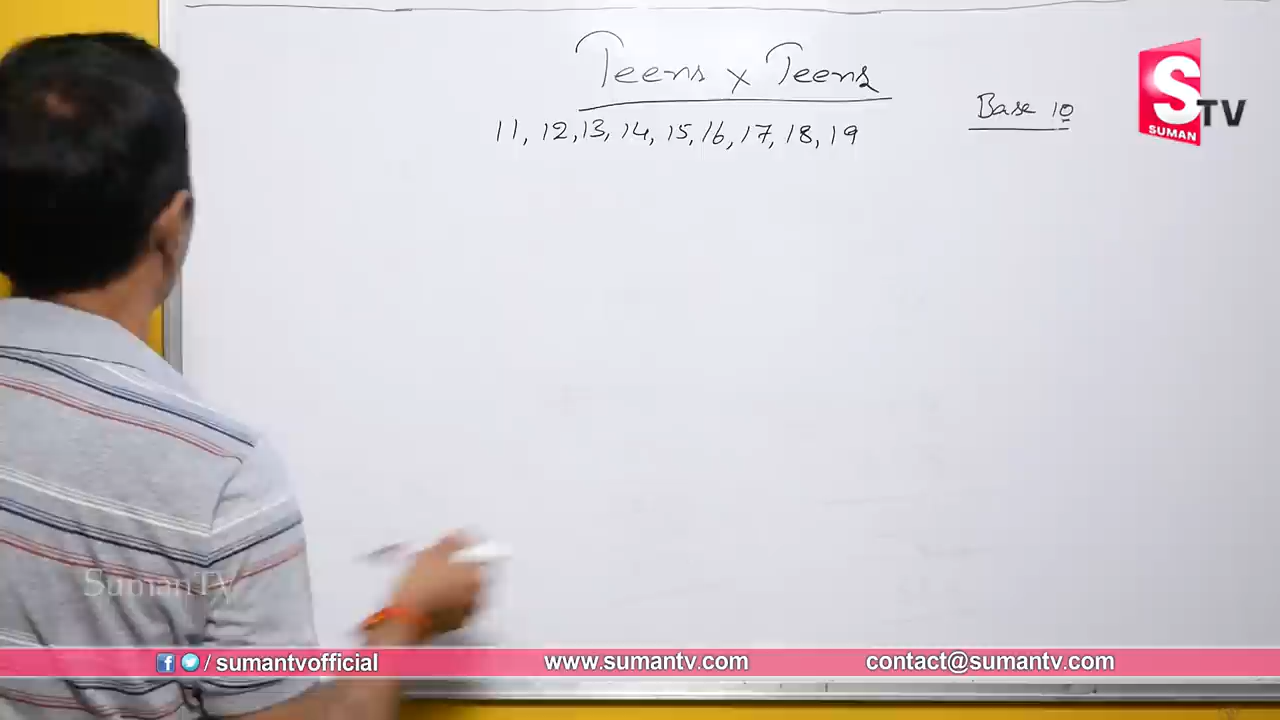 Teens x Teens
11, 12, 13, 14, 15, 16, 17, 18, 19
Base 10
S TV
SUMAN
SumanTV
/ sumantvofficial
www.sumantv.com
contact@sumantv.com